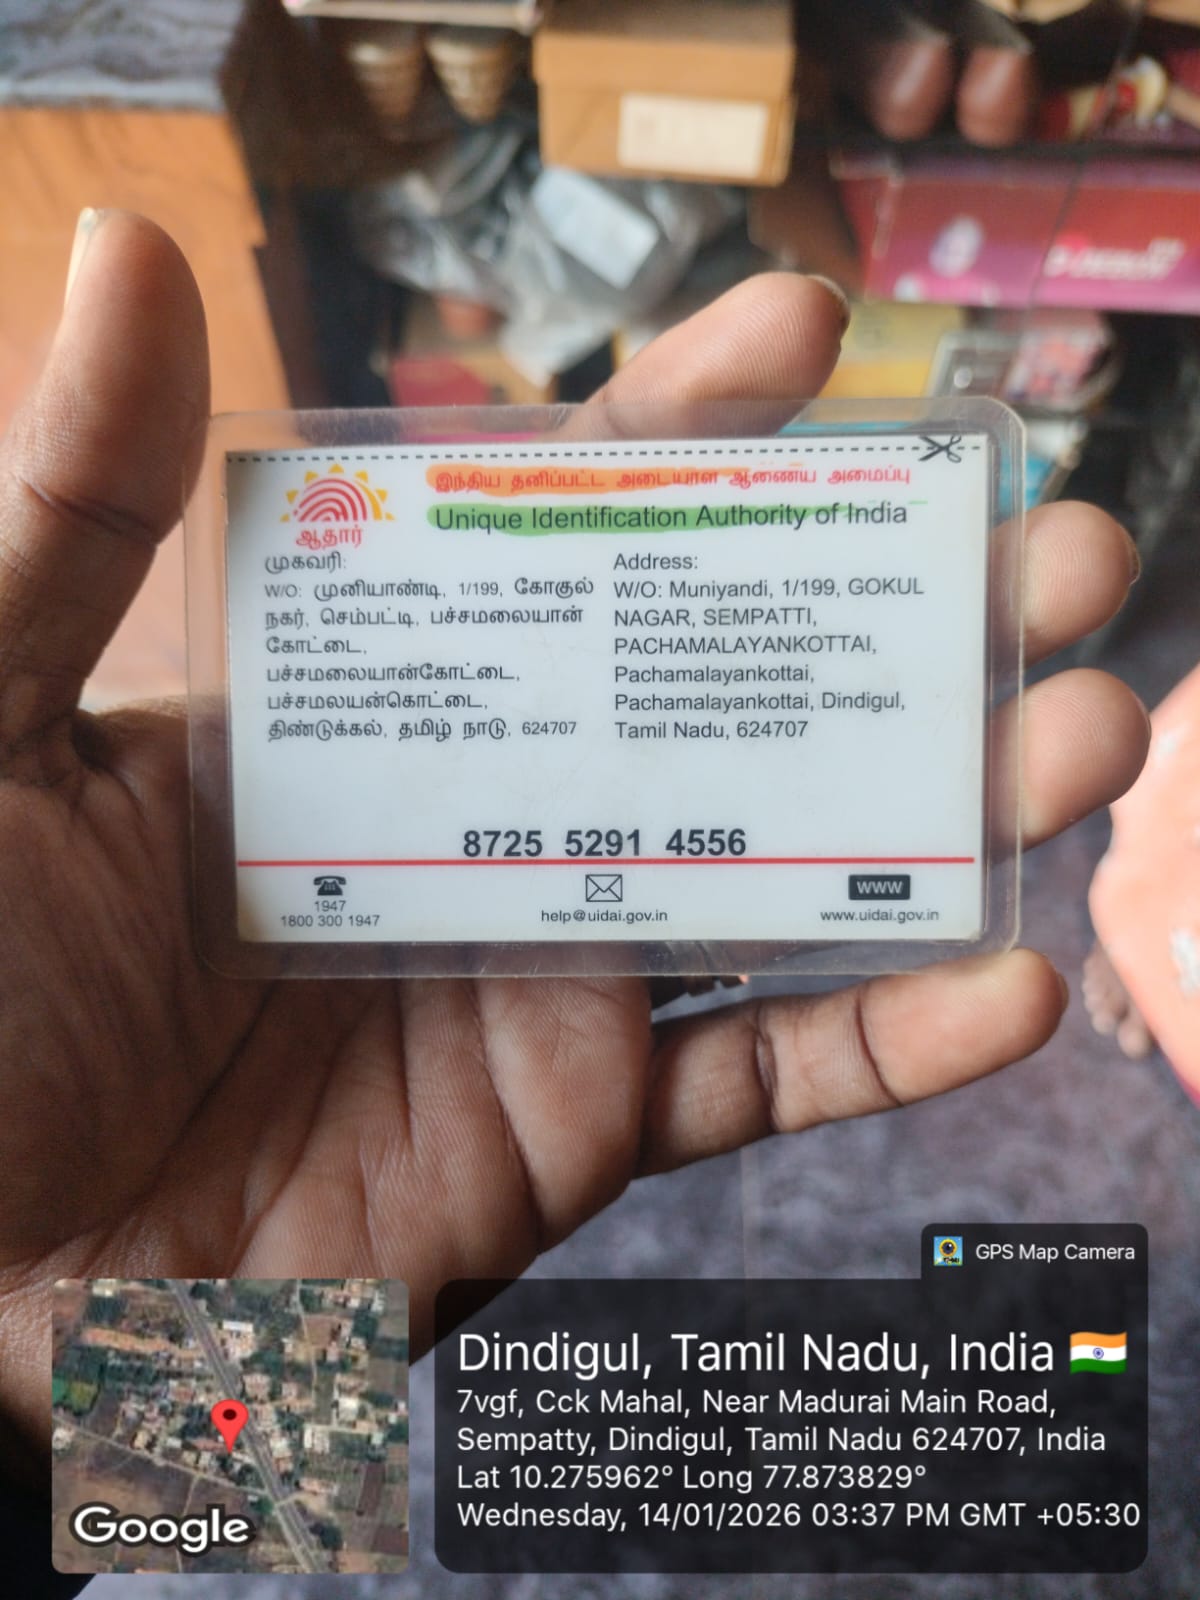 இந்திய தனிப்பட்ட அடையாள ஆணைய அமைப்பு
Unique Identification Authority of India
ஆதார்
முகவரி:
W/O: முனியாண்டி, 1/199, கோகுல்
நகர், செம்பட்டி, பச்சமலையான்
கோட்டை,
பச்சமலையான்கோட்டை,
பச்சமலயன்கொட்டை,
திண்டுக்கல், தமிழ் நாடு, 624707
Address:
W/O: Muniyandi, 1/199, GOKUL
NAGAR, SEMPATTI,
PACHAMALAYANKOTTAI,
Pachamalayankottai,
Pachamalayankottai, Dindigul,
Tamil Nadu, 624707
8725 5291 4556
1947
1800 300 1947
help@uidai.gov.in
www
www.uidai.gov.in
GPS Map Camera
Dindigul, Tamil Nadu, India
7vgf, Cck Mahal, Near Madurai Main Road,
Sempatty, Dindigul, Tamil Nadu 624707, India
Lat 10.275962° Long 77.873829°
Wednesday, 14/01/2026 03:37 PM GMT +05:30
Google